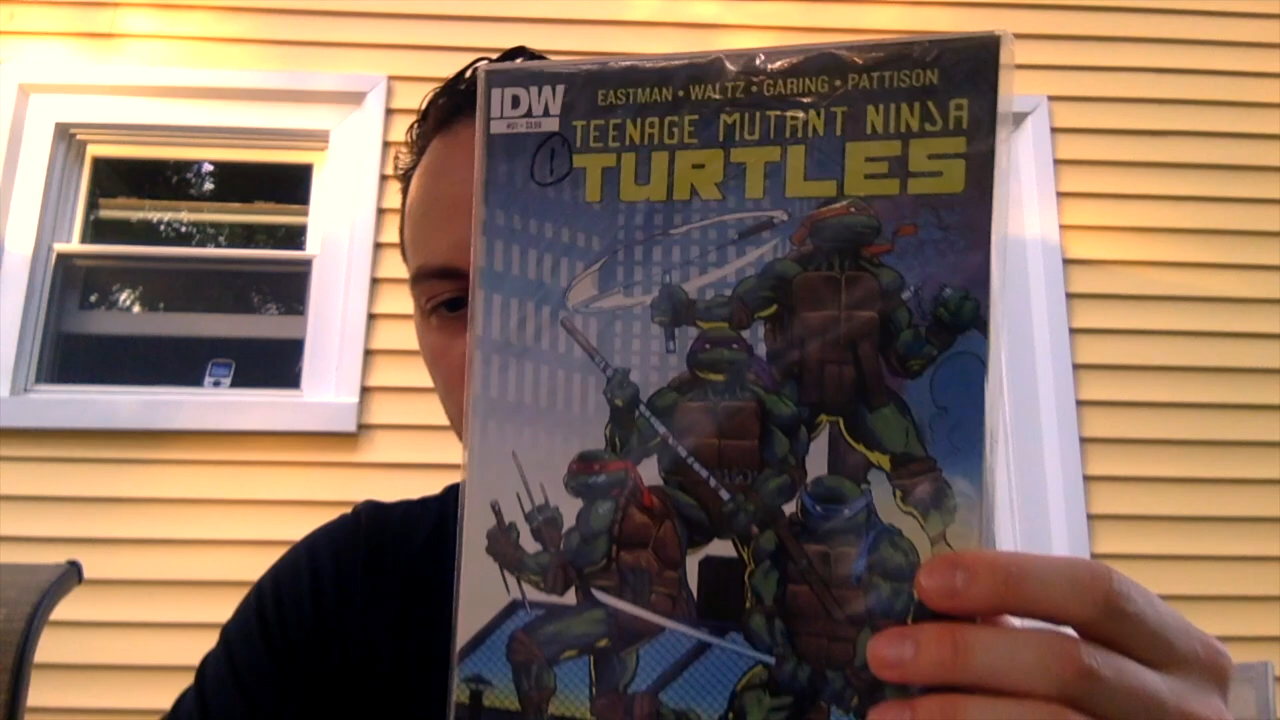 EASTMAN • WALTZ • GARING • PATTISON
IDW
TEENAGE MUTANT NINJA
1
TURTLES